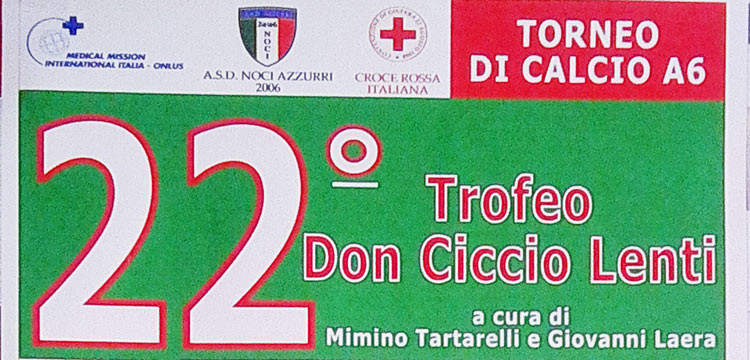 MEDICAL MISSION
INTERNATIONAL ITALIA - ONLUS
NOCI
A.S.D. NOCI AZZURRI
2006
CROCE ROSSA
ITALIANA
TORNEO
DI CALCIO A6
22°
Trofeo
Don Ciccio Lenti
a cura di
Mimino Tartarelli e Giovanni Laera